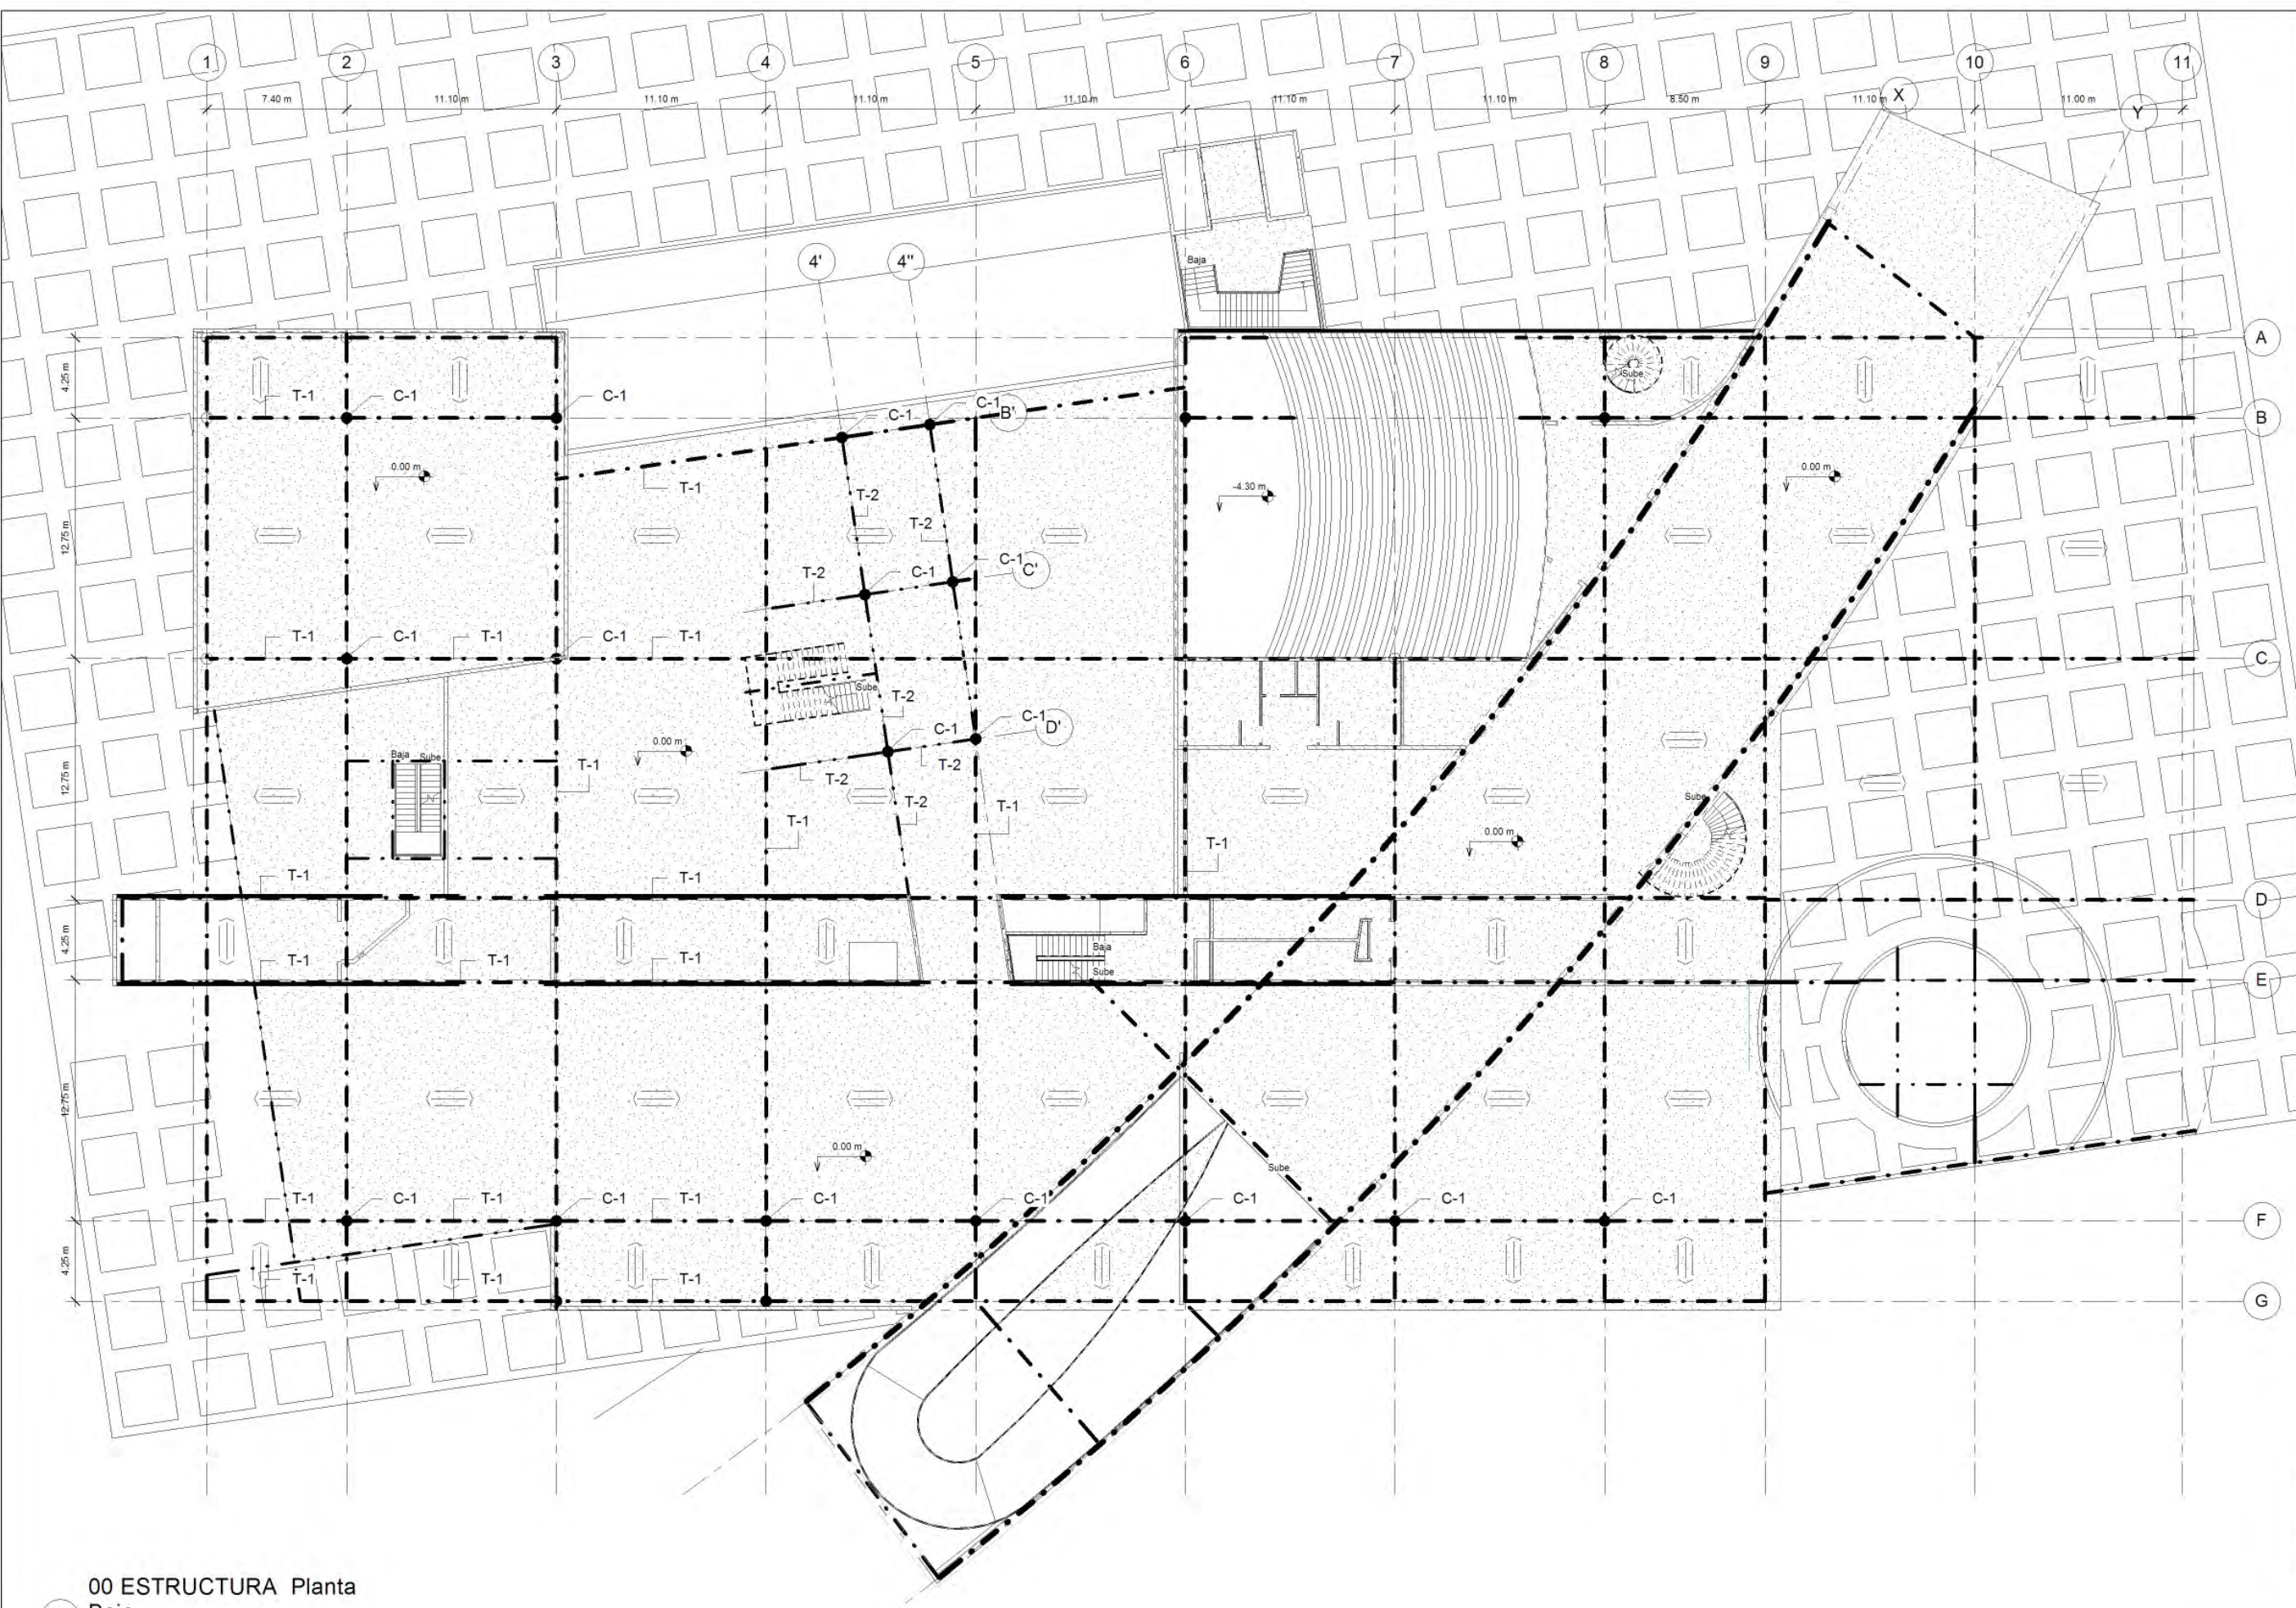 1 2 3 4 5 6 7 8 9 10 11
7.40 m 11.10 m 11.10 m 11.10 m 11.10 m 11.10 m 11.10 m 8.50 m 11.10 m 11.00 m
X
Y
4' 4"
Baja
A
4.25 m
Sube
T-1 C-1 C-1 C-1 C-1 B'
B
0.00 m -4.30 m 0.00 m
T-1
T-2
T-2
12.75 m
C-1 C'
T-2 C-1
T-1 C-1 T-1 C-1 T-1
C
Sube
T-2
C-1 D'
C-1
0.00 m
Baja Sube
T-1 T-2 T-2
12.75 m
Sube
T-2 T-1
T-1
0.00 m
T-1
T-1 T-1
D
4.25 m
Baja
T-1 T-1 T-1
Sube
E
12.75 m
0.00 m
Sube
T-1 C-1 T-1 C-1 T-1 C-1 C-1 C-1 C-1 C-1
F
4.25 m
T-1 T-1 T-1
G
00 ESTRUCTURA Planta